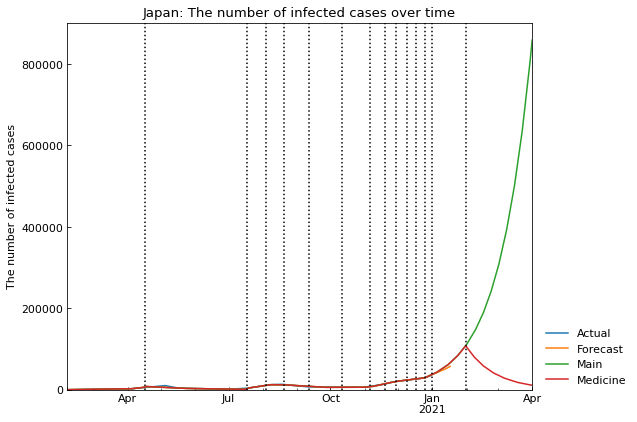 Japan: The number of infected cases over time
The number of infected cases
800000
600000
400000
200000
0
Apr
Jul
Oct
Jan
2021
Apr
Actual
Forecast
Main
Medicine